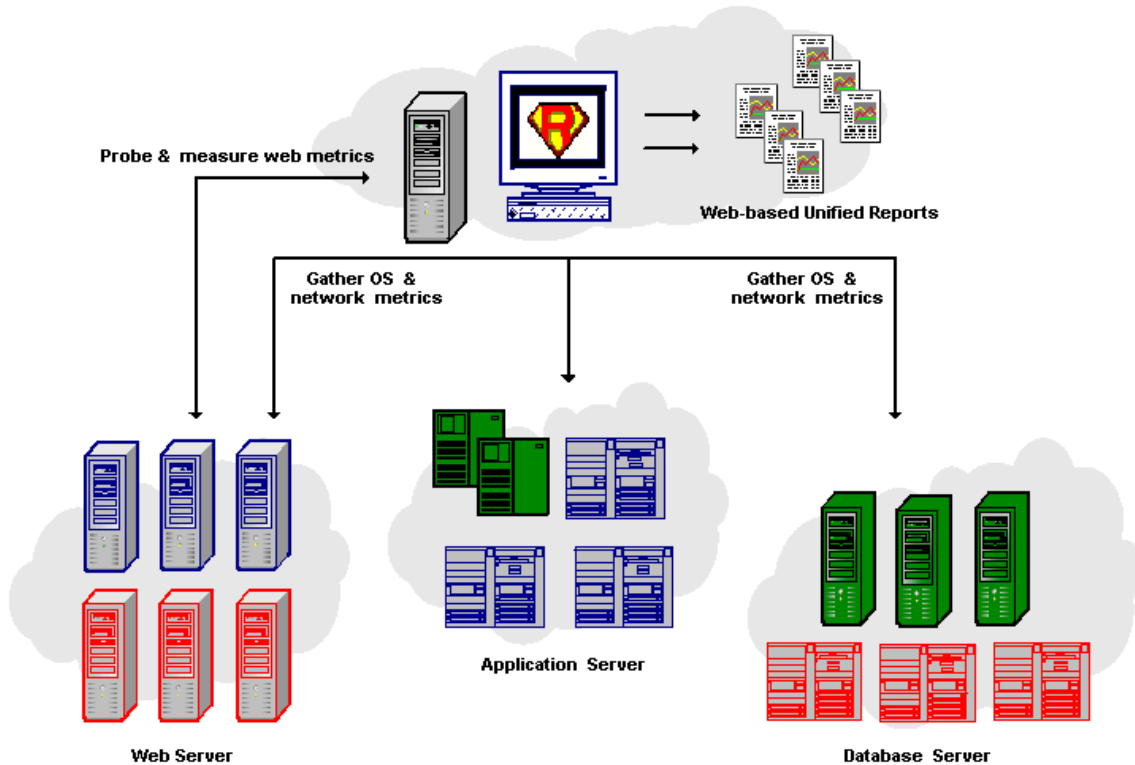 R
Probe & measure web metrics
Web-based Unified Reports
Gather OS &
network metrics
Gather OS &
network metrics
Application Server
Web Server
Database Server